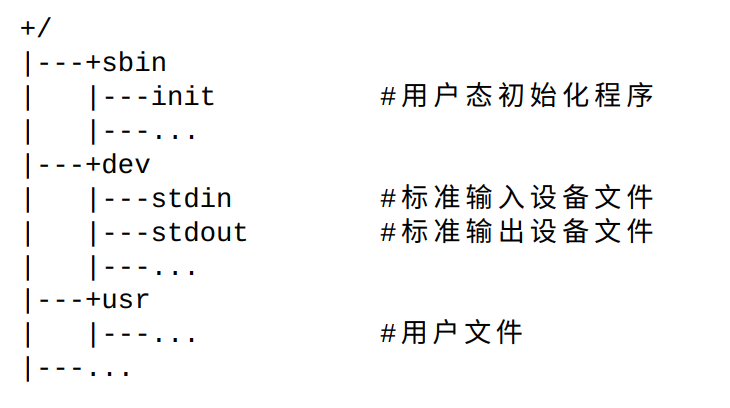 +/
|---+sbin
|   |---init          #用户态初始化程序
|   |---...
|---+dev
|   |---stdin         #标准输入设备文件
|   |---stdout        #标准输出设备文件
|   |---...
|---+usr
|   |---...           #用户文件
|---...